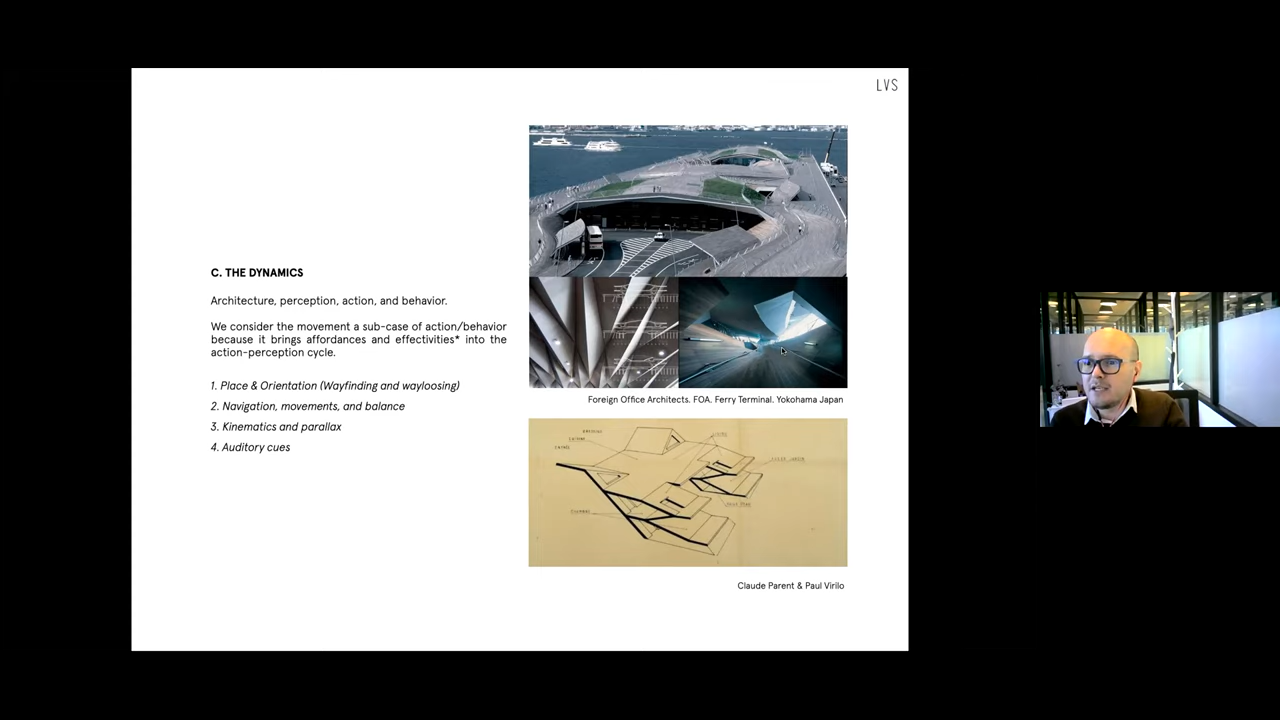 LVS
C. THE DYNAMICS
Architecture, perception, action, and behavior.
We consider the movement a sub-case of action/behavior
because it brings affordances and effectivities* into the
action-perception cycle.
1. Place & Orientation (Wayfinding and wayloosing)
2. Navigation, movements, and balance
3. Kinematics and parallax
4. Auditory cues
Foreign Office Architects. FOA. Ferry Terminal. Yokohama Japan
Claude Parent & Paul Virilo